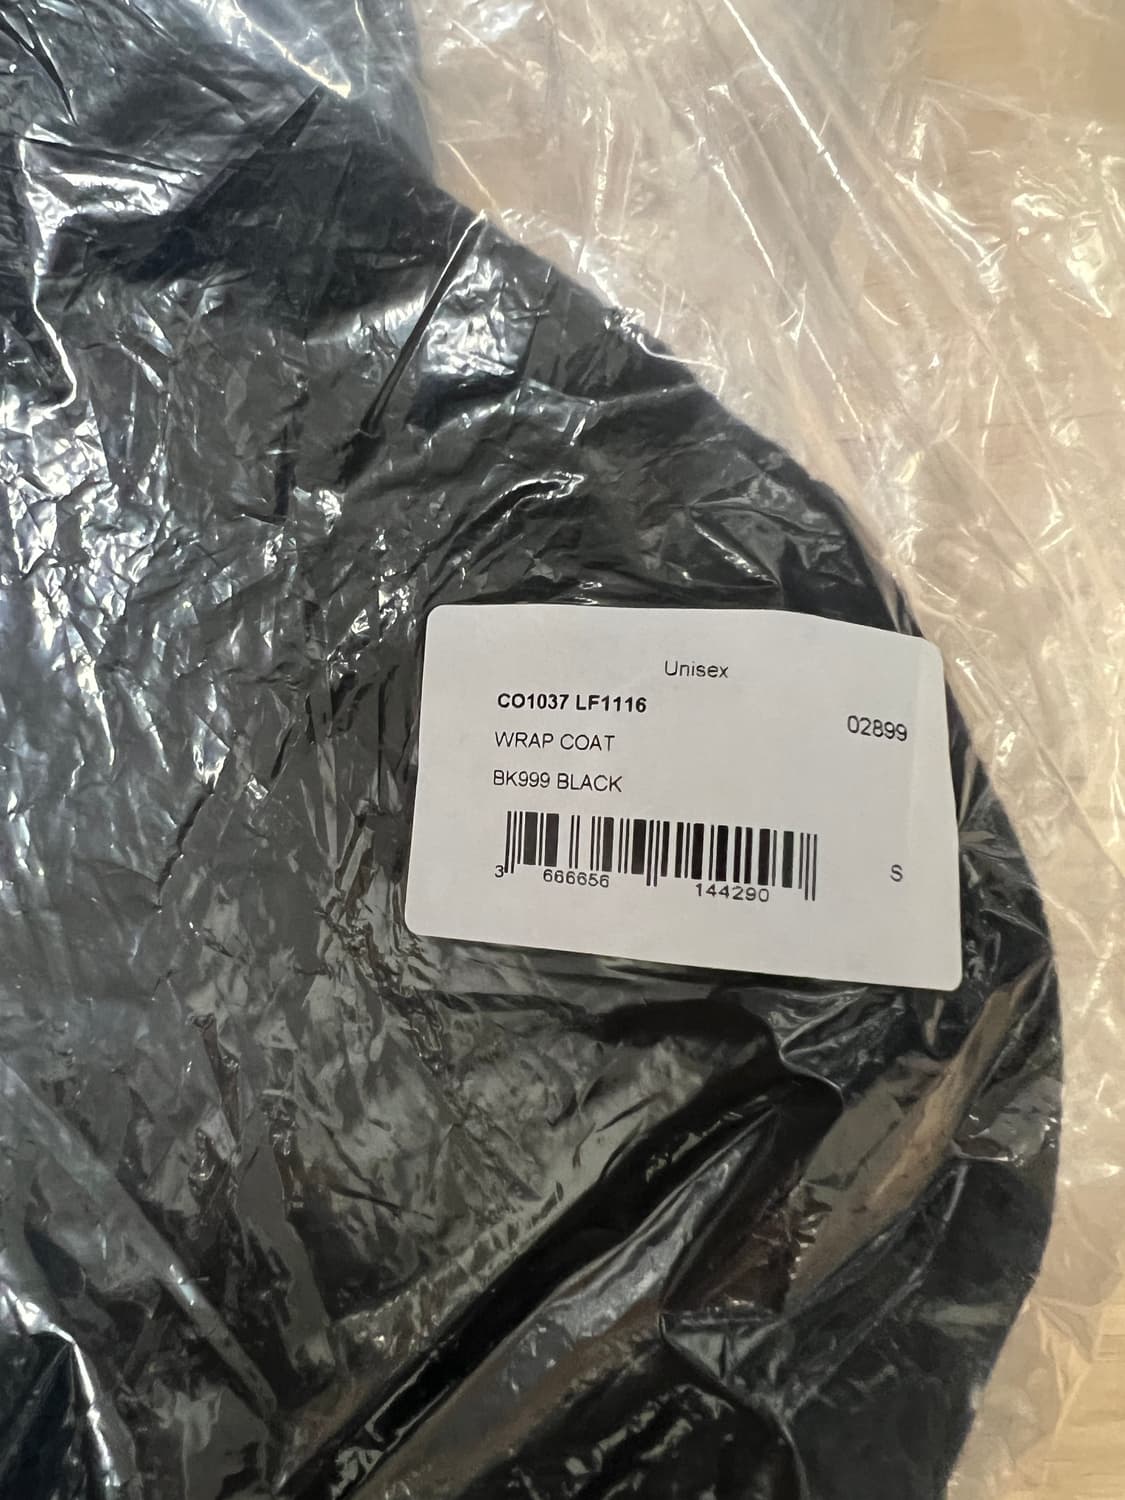 Unisex
CO1037 LF1116
02899
WRAP COAT
BK999 BLACK
S
3 666656 144290